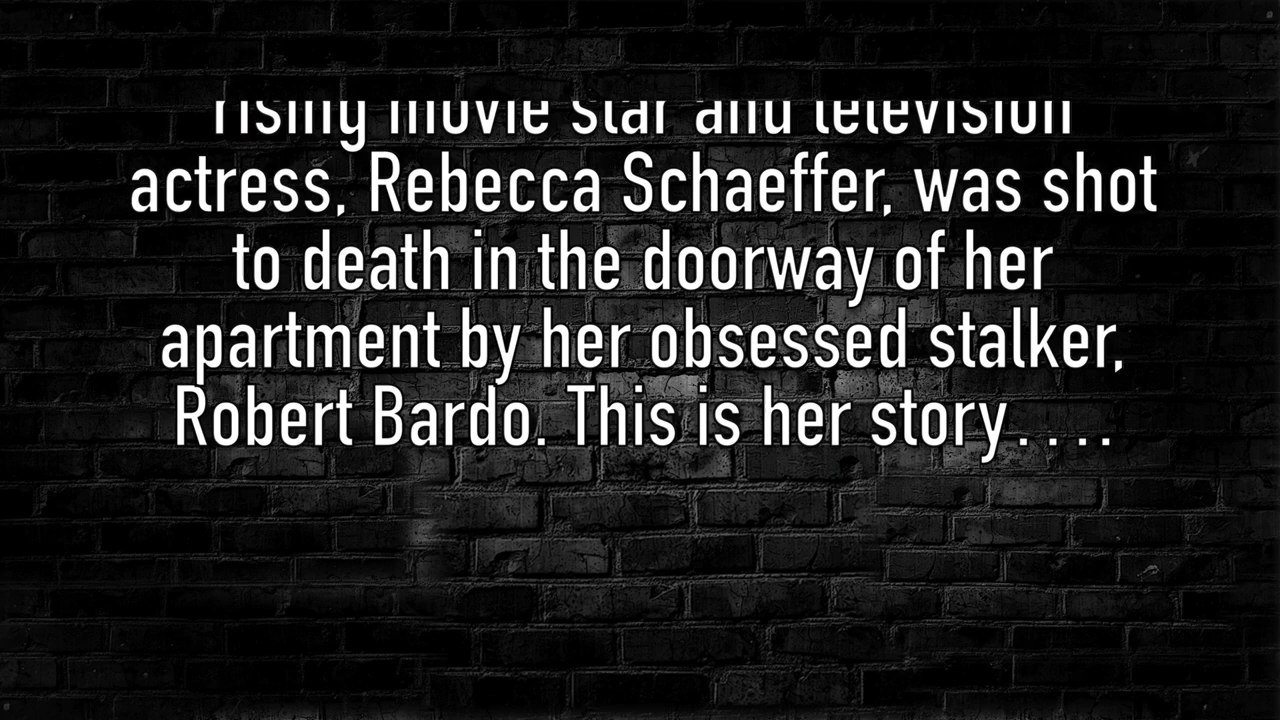 rising movie star and television
actress, Rebecca Schaeffer, was shot
to death in the doorway of her
apartment by her obsessed stalker,
Robert Bardo. This is her story....